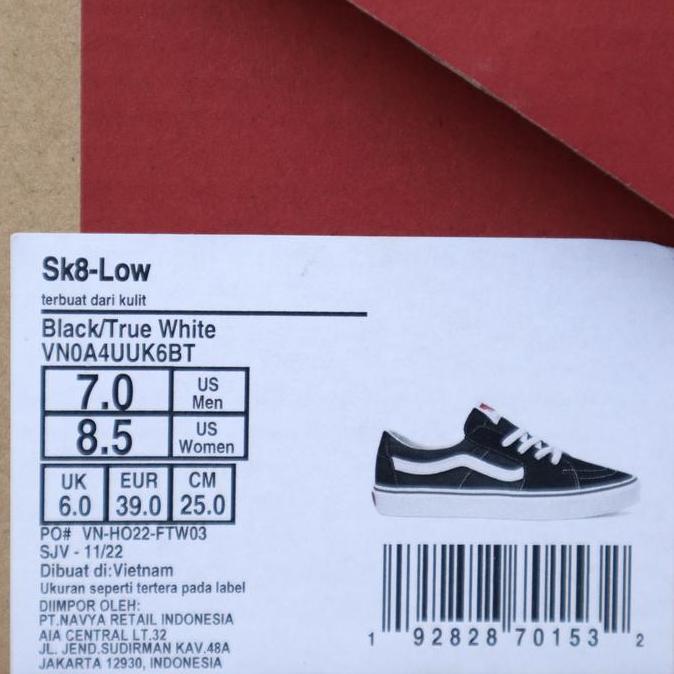 Sk8-Low
terbuat dari kulit
Black/True White
VN0A4UUK6BT
7.0 US Men
8.5 US Women
UK EUR CM
6.0 39.0 25.0
PO# VN-HO22-FTW03
SJV - 11/22
Dibuat di:Vietnam
Ukuran seperti tertera pada label
DIIMPOR OLEH:
PT.NAVYA RETAIL INDONESIA
AIA CENTRAL LT.32
JL. JEND.SUDIRMAN KAV.48A
JAKARTA 12930, INDONESIA
1 92828 70153 2